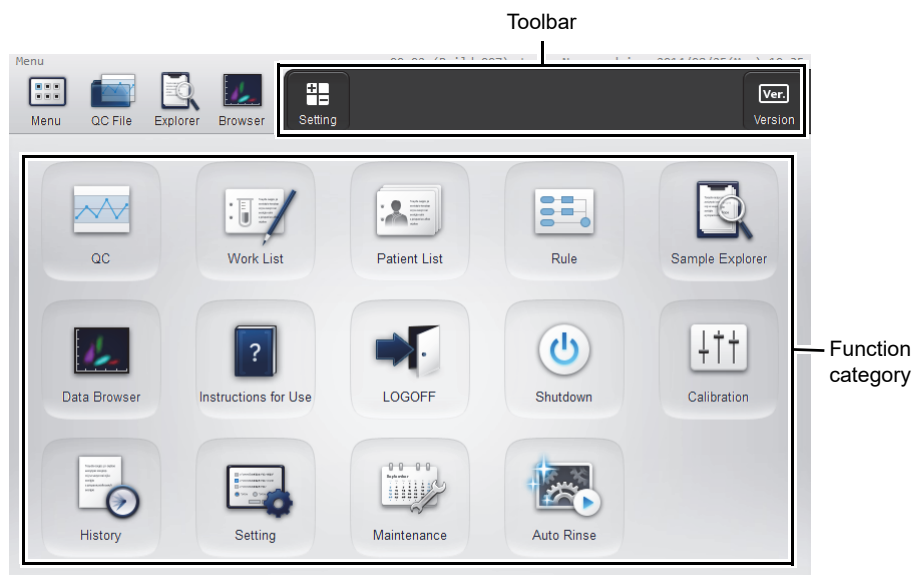 Toolbar
Menu
Menu
QC File
Explorer
Browser
Setting
Ver.
Version
QC
Work List
Patient List
Rule
Sample Explorer
Data Browser
?
Instructions for Use
LOGOFF
Shutdown
Calibration
Function
category
History
Setting
Maintenance
Auto Rinse